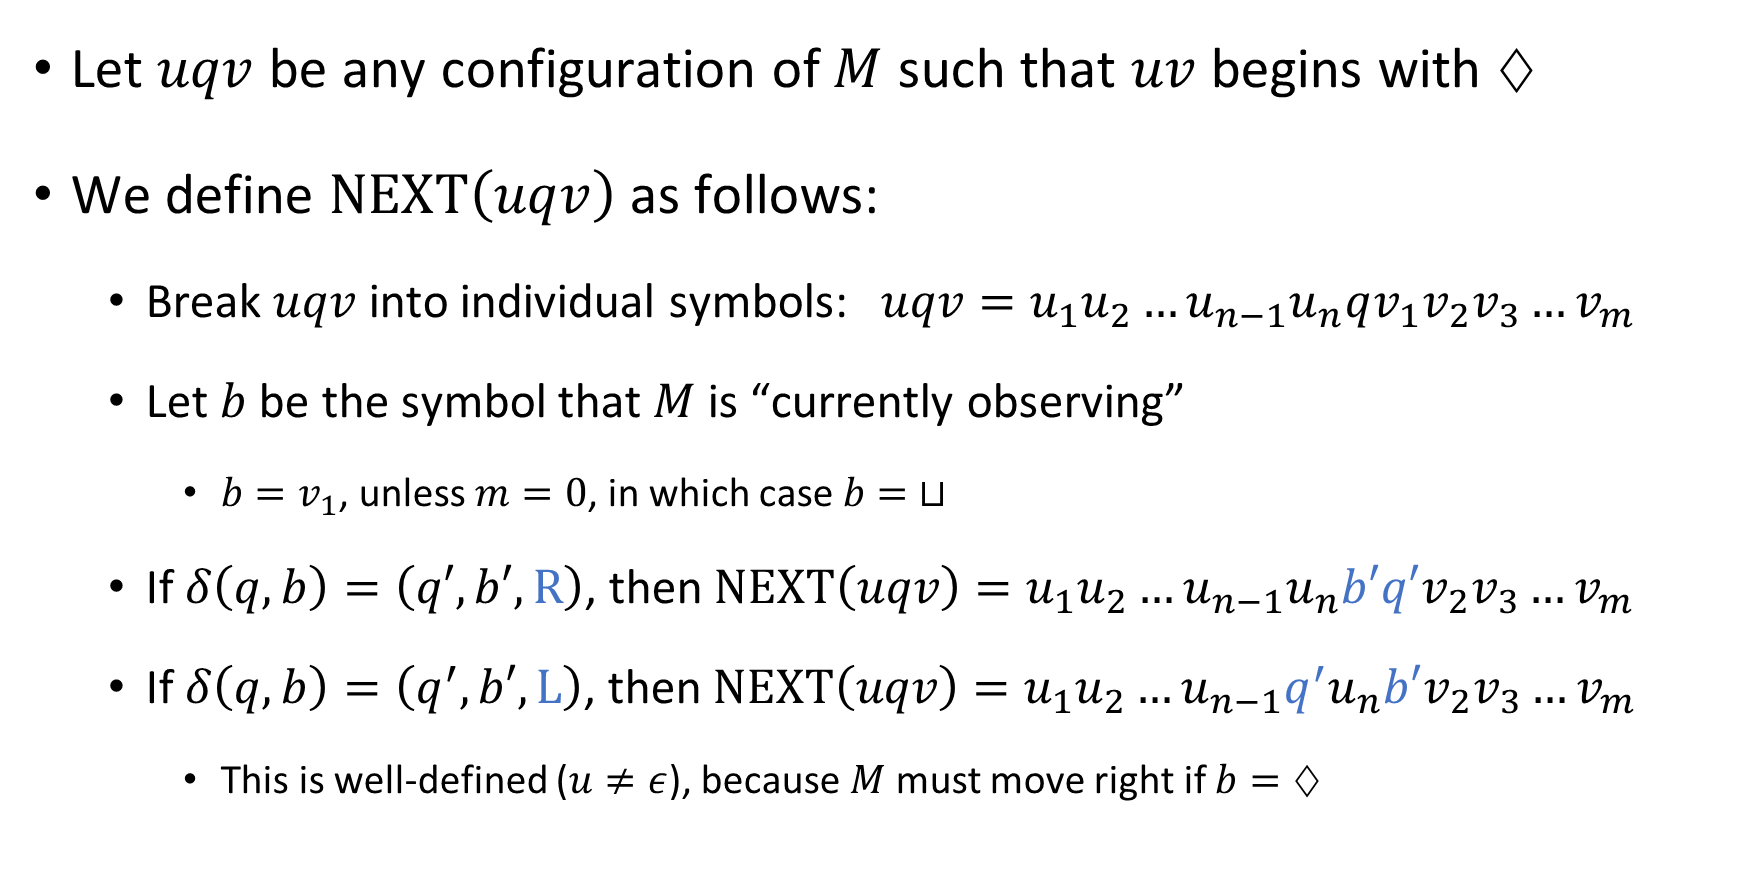 • Let 𝑢𝑞𝑣 be any configuration of 𝑀 such that 𝑢𝑣 begins with ◊
• We define NEXT(𝑢𝑞𝑣) as follows:
• Break 𝑢𝑞𝑣 into individual symbols: 𝑢𝑞𝑣 = 𝑢₁𝑢₂ … 𝑢ₙ₋₁𝑢ₙ𝑞𝑣₁𝑣₂𝑣₃ … 𝑣ₘ
• Let 𝑏 be the symbol that 𝑀 is “currently observing”
• 𝑏 = 𝑣₁, unless 𝑚 = 0, in which case 𝑏 = ⊔
• If 𝛿(𝑞, 𝑏) = (𝑞′, 𝑏′, R), then NEXT(𝑢𝑞𝑣) = 𝑢₁𝑢₂ … 𝑢ₙ₋₁𝑢ₙ𝑏′𝑞′𝑣₂𝑣₃ … 𝑣ₘ
• If 𝛿(𝑞, 𝑏) = (𝑞′, 𝑏′, L), then NEXT(𝑢𝑞𝑣) = 𝑢₁𝑢₂ … 𝑢ₙ₋₁𝑞′𝑢ₙ𝑏′𝑣₂𝑣₃ … 𝑣ₘ
• This is well-defined (𝑢 ≠ 𝜖), because 𝑀 must move right if 𝑏 = ◊